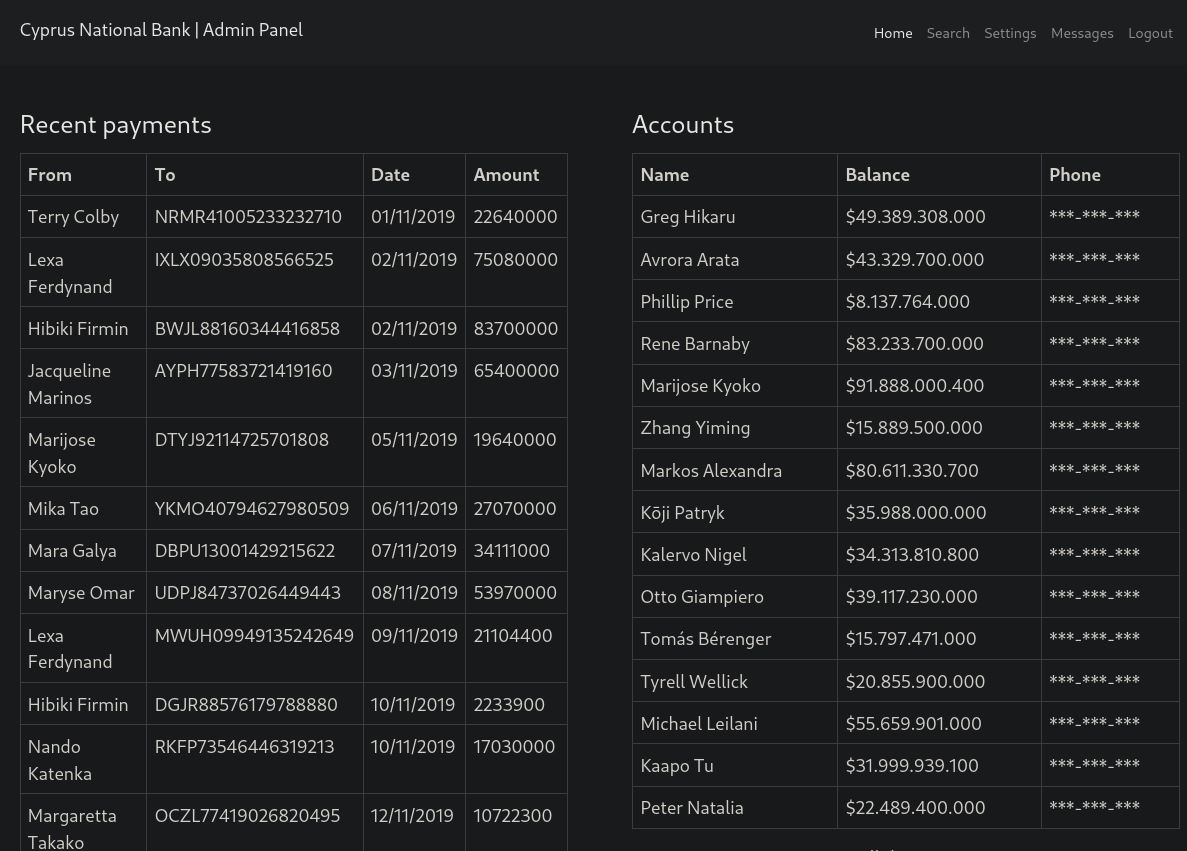 Cyprus National Bank | Admin Panel
Home Search Settings Messages Logout
Recent payments
From To Date Amount
Terry Colby NRMR41005233232710 01/11/2019 22640000
Lexa Ferdynand IXLX09035808566525 02/11/2019 75080000
Hibiki Firmin BWJL88160344416858 02/11/2019 83700000
Jacqueline Marinos AYPH77583721419160 03/11/2019 65400000
Marijose Kyoko DTYJ92114725701808 05/11/2019 19640000
Mika Tao YKMO40794627980509 06/11/2019 27070000
Mara Galya DBPU13001429215622 07/11/2019 34111000
Maryse Omar UDPJ84737026449443 08/11/2019 53970000
Lexa Ferdynand MWUH09949135242649 09/11/2019 21104400
Hibiki Firmin DGJR88576179788880 10/11/2019 2233900
Nando Katenka RKFP73546446319213 10/11/2019 17030000
Margaretta Takako OCZL77419026820495 12/11/2019 10722300
Accounts
Name Balance Phone
Greg Hikaru $49.389.308.000 ***-***-***
Avrora Arata $43.329.700.000 ***-***-***
Phillip Price $8.137.764.000 ***-***-***
Rene Barnaby $83.233.700.000 ***-***-***
Marijose Kyoko $91.888.000.400 ***-***-***
Zhang Yiming $15.889.500.000 ***-***-***
Markos Alexandra $80.611.330.700 ***-***-***
Kōji Patryk $35.988.000.000 ***-***-***
Kalervo Nigel $34.313.810.800 ***-***-***
Otto Giampiero $39.117.230.000 ***-***-***
Tomás Bérenger $15.797.471.000 ***-***-***
Tyrell Wellick $20.855.900.000 ***-***-***
Michael Leilani $55.659.901.000 ***-***-***
Kaapo Tu $31.999.939.100 ***-***-***
Peter Natalia $22.489.400.000 ***-***-***